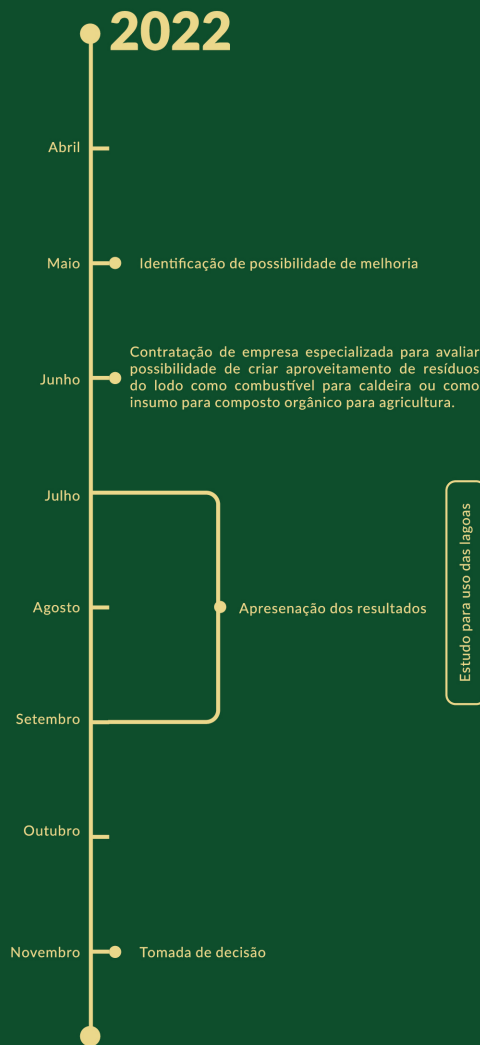 2022
Abril
Maio
Identificação de possibilidade de melhoria
Contratação de empresa especializada para avaliar
possibilidade de criar aproveitamento de resíduos
do lodo como combustível para caldeira ou como
insumo para composto orgânico para agricultura.
Junho
Julho
Agosto
Apresenação dos resultados
Estudo para uso das lagoas
Setembro
Outubro
Novembro
Tomada de decisão